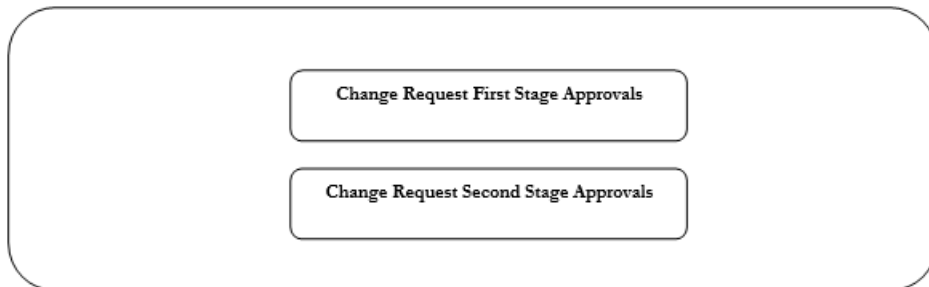 Change Request First Stage Approvals
Change Request Second Stage Approvals